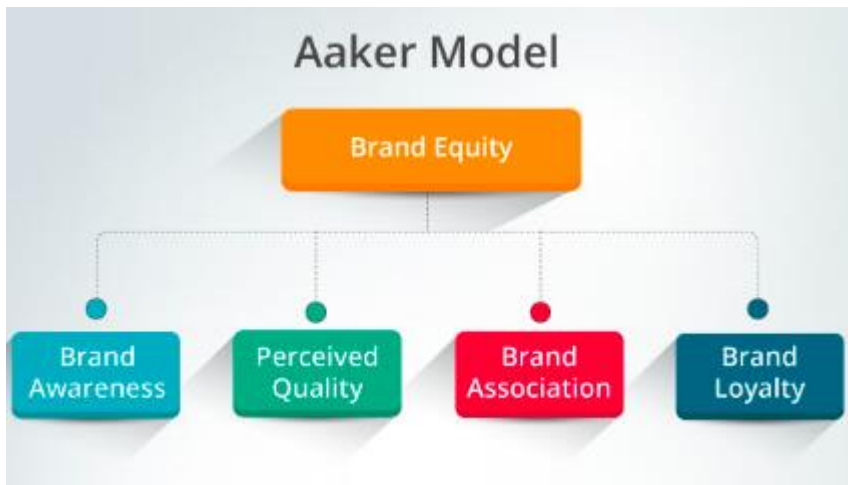 Aaker Model
Brand Equity
Brand
Awareness
Perceived
Quality
Brand
Association
Brand
Loyalty